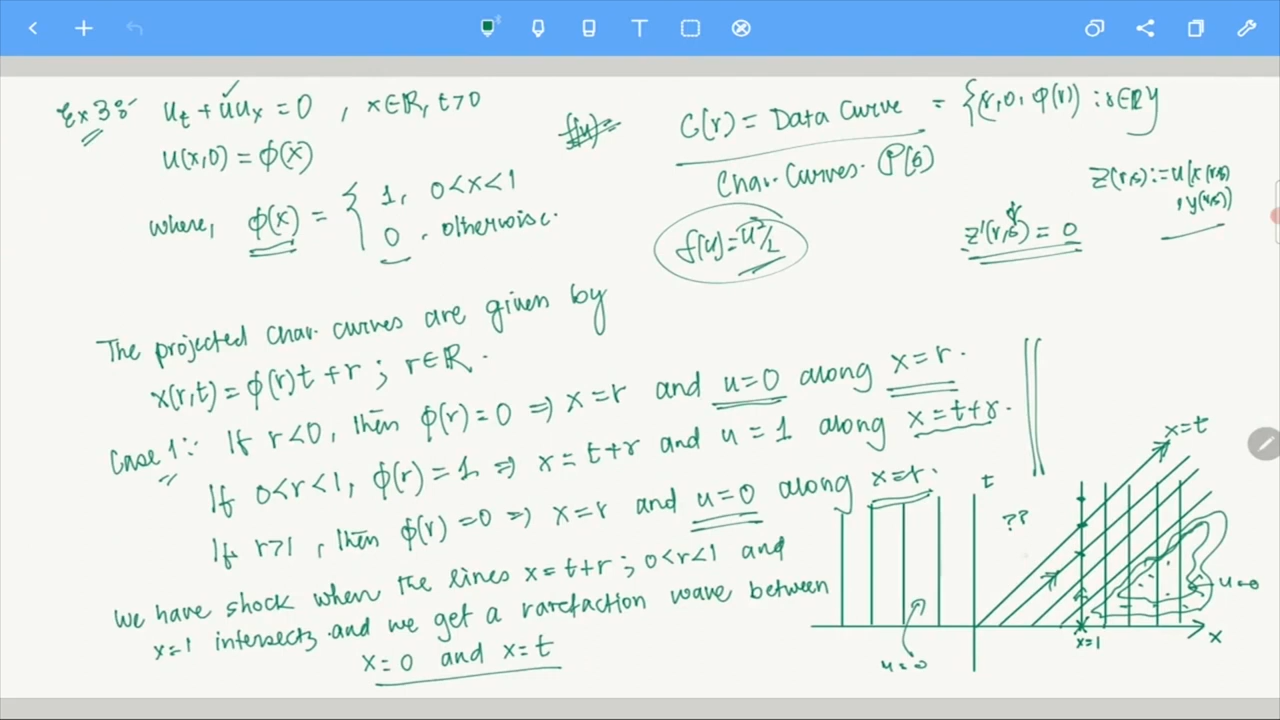 Ex 3:- u_t + u u_x = 0 , x∈ℝ, t>0
u(x,0) = φ(x)
where, φ(x) = { 1, 0<x<1
0 , otherwise.
f(u)=
C(r) = Data Curve = {r,0, φ(r) : r∈ℝ}
Char. Curves.
f(u)=u²/2
z(r,s) := u(x(r,s)
, y(r,s))
z'(r,s) = 0
The projected char. curves are given by
x(r,t) = φ(r)t + r ; r∈ℝ.
Case 1:: If r<0, then φ(r) = 0 ⇒ x=r and u=0 along x=r.
If 0<r<1, φ(r) = 1 ⇒ x = t+r and u = 1 along x=t+r.
If r>1 , then φ(r) =0 ⇒ x=r and u=0 along x=r.
We have shock when the lines x=t+r ; 0<r<1 and
x=1 intersects and we get a rarefaction wave between
x=0 and x=t
x=t
t
??
u=0
x=1
u=0
x